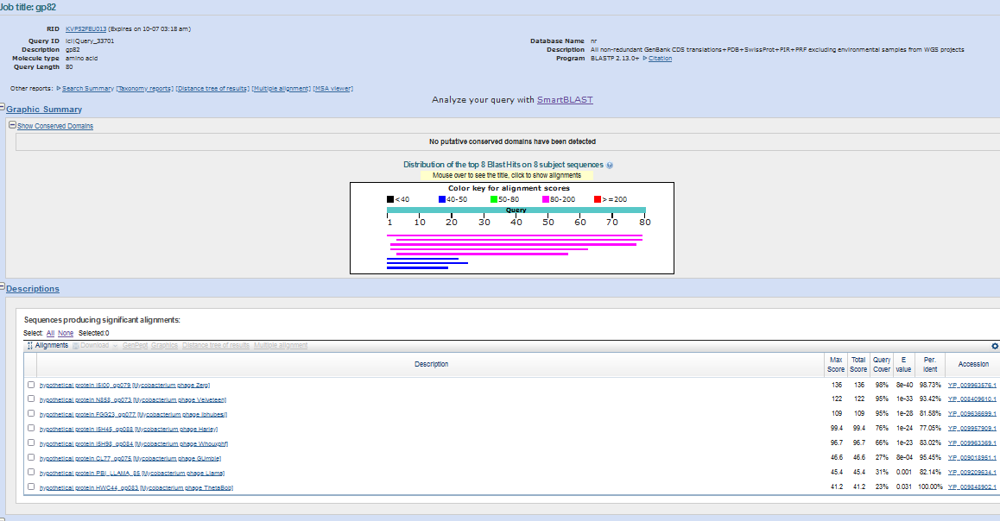 Job title: gp82
RID KVPS2FEU013 (Expires on 10-07 03:18 am)
Query ID lcl|Query_33701
Description gp82
Molecule type amino acid
Query Length 80
Database Name nr
Description All non-redundant GenBank CDS translations+PDB+SwissProt+PIR+PRF excluding environmental samples from WGS projects
Program BLASTP 2.13.0+ Citation
Other reports: Search Summary [Taxonomy reports] [Distance tree of results] [Multiple alignment] [MSA viewer]
Analyze your query with SmartBLAST
Graphic Summary
Show Conserved Domains
No putative conserved domains have been detected
Distribution of the top 8 Blast Hits on 8 subject sequences
Mouse over to see the title, click to show alignments
Color key for alignment scores
<40 40-50 50-80 80-200 >=200
Query
1 10 20 30 40 50 60 70 80
Descriptions
Sequences producing significant alignments:
Select: All None Selected:0
Alignments Download GenPept Graphics Distance tree of results Multiple alignment
Description Max Score Total Score Query Cover E value Per. Ident Accession
hypothetical protein I5I00_gp079 [Mycobacterium phage Zerg] 136 136 98% 8e-40 98.73% YP_009963576.1
hypothetical protein N858_gp073 [Mycobacterium phage Velveteen] 122 122 95% 1e-33 93.42% YP_008409610.1
hypothetical protein FGG23_gp077 [Mycobacterium phage Ibhubesi] 109 109 95% 1e-28 81.58% YP_009636699.1
hypothetical protein I5H45_gp088 [Mycobacterium phage Harley] 99.4 99.4 76% 1e-24 77.05% YP_009957909.1
hypothetical protein I5H98_gp084 [Mycobacterium phage Whouxphf] 96.7 96.7 66% 1e-23 83.02% YP_009963369.1
hypothetical protein CL77_gp075 [Mycobacterium phage GUmbie] 46.6 46.6 27% 8e-04 95.45% YP_009018951.1
hypothetical protein PBI_LLAMA_85 [Mycobacterium phage Llama] 45.4 45.4 31% 0.001 82.14% YP_009209634.1
hypothetical protein HWC44_gp083 [Mycobacterium phage ThetaBob] 41.2 41.2 23% 0.031 100.00% YP_009848902.1